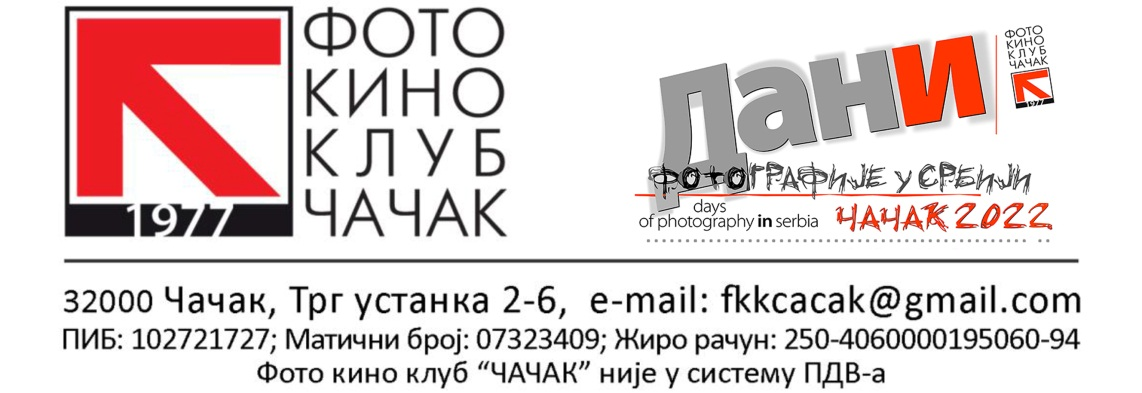 ФОТО
КИНО
КЛУБ
ЧАЧАК
1977
Дани
ФОТО
КИНО
КЛУБ
ЧАЧАК
1977
ФОТОГРАФИЈЕ У СРБИЈИ
days
of photography in serbia
ЧАЧАК 2022
32000 Чачак, Трг устанка 2-6, e-mail: fkkcacak@gmail.com
ПИБ: 102721727; Матични број: 07323409; Жиро рачун: 250-4060000195060-94
Фото кино клуб “ЧАЧАК” није у систему ПДВ-а